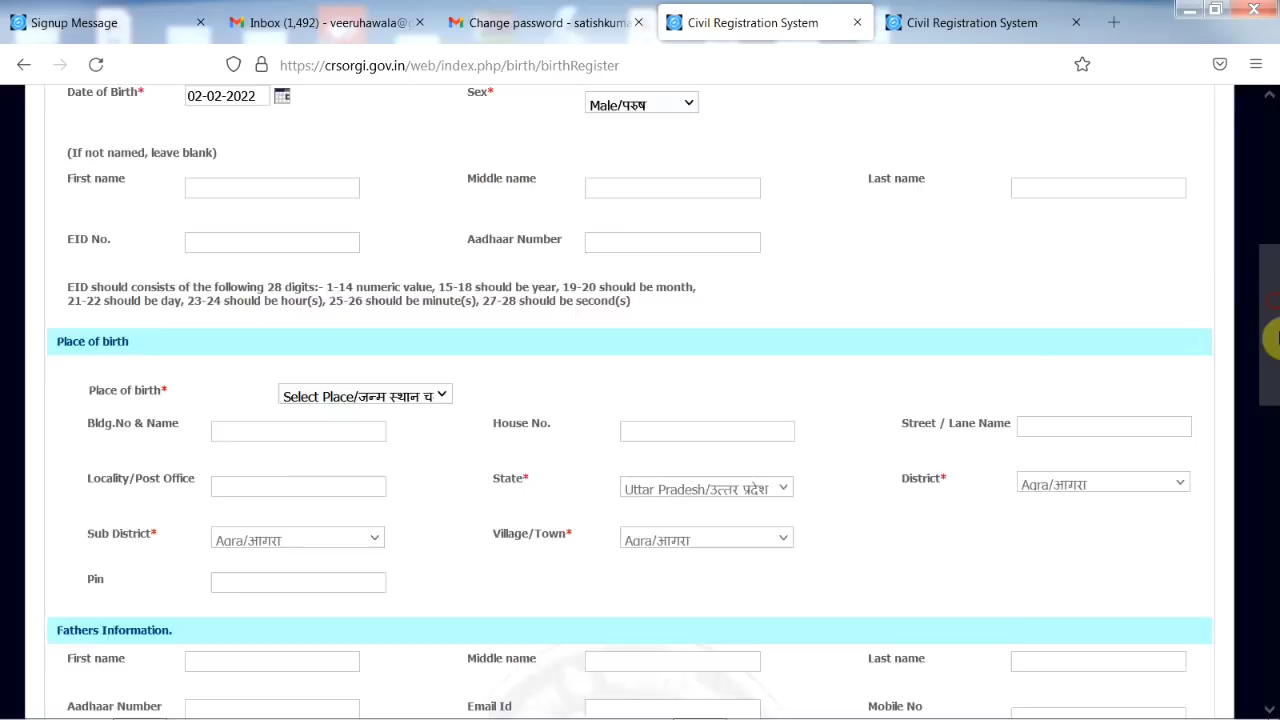 Signup Message
Inbox (1,492) - veeruhawala@g
Change password - satishkuma
Civil Registration System
Civil Registration System
https://crsorgi.gov.in/web/index.php/birth/birthRegister
Date of Birth* 02-02-2022 Sex* Male/परुष
(If not named, leave blank)
First name Middle name Last name
EID No. Aadhaar Number
EID should consists of the following 28 digits:- 1-14 numeric value, 15-18 should be year, 19-20 should be month,
21-22 should be day, 23-24 should be hour(s), 25-26 should be minute(s), 27-28 should be second(s)
Place of birth
Place of birth* Select Place/जन्म स्थान च
Bldg.No & Name House No. Street / Lane Name
Locality/Post Office State* Uttar Pradesh/उत्तर प्रदेश District* Agra/आगरा
Sub District* Agra/आगरा Village/Town* Agra/आगरा
Pin
Fathers Information.
First name Middle name Last name
Aadhaar Number Email Id Mobile No